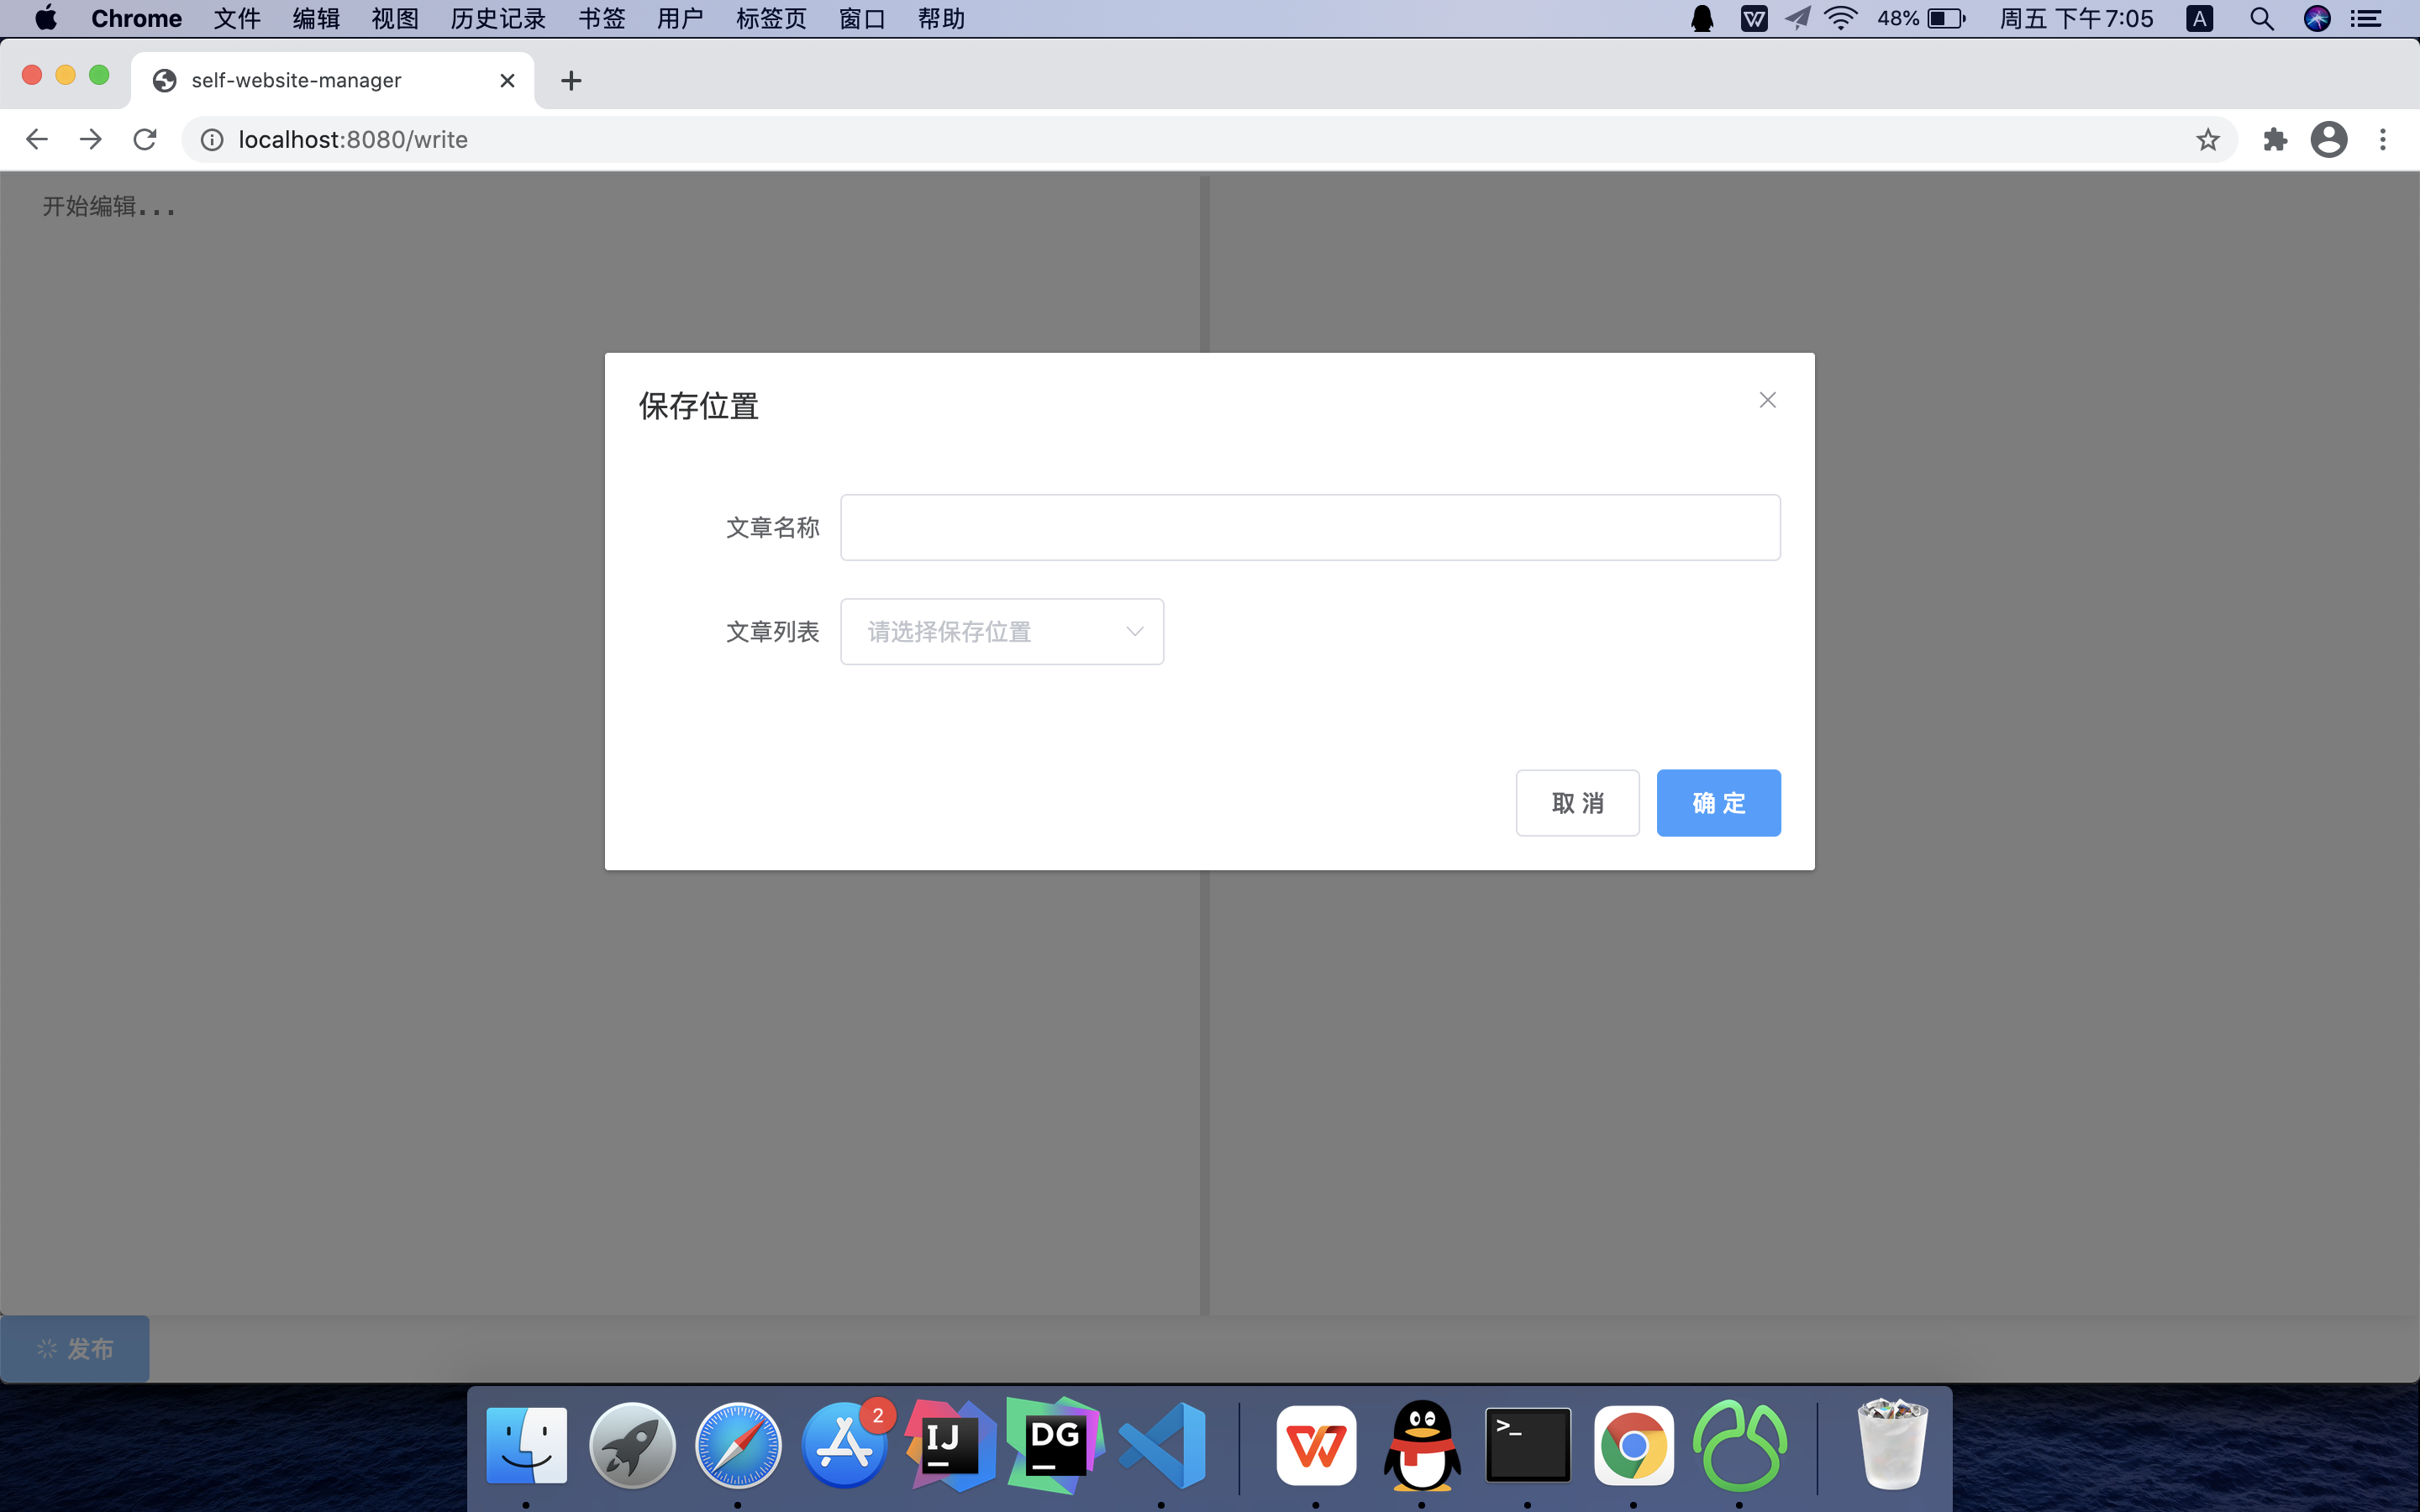 Chrome 文件 编辑 视图 历史记录 书签 用户 标签页 窗口 帮助 48% 周五 下午7:05 A
self-website-manager
localhost:8080/write
开始编辑...
保存位置
文章名称
文章列表 请选择保存位置
取 消 确 定
发布
2
IJ
DG
>_